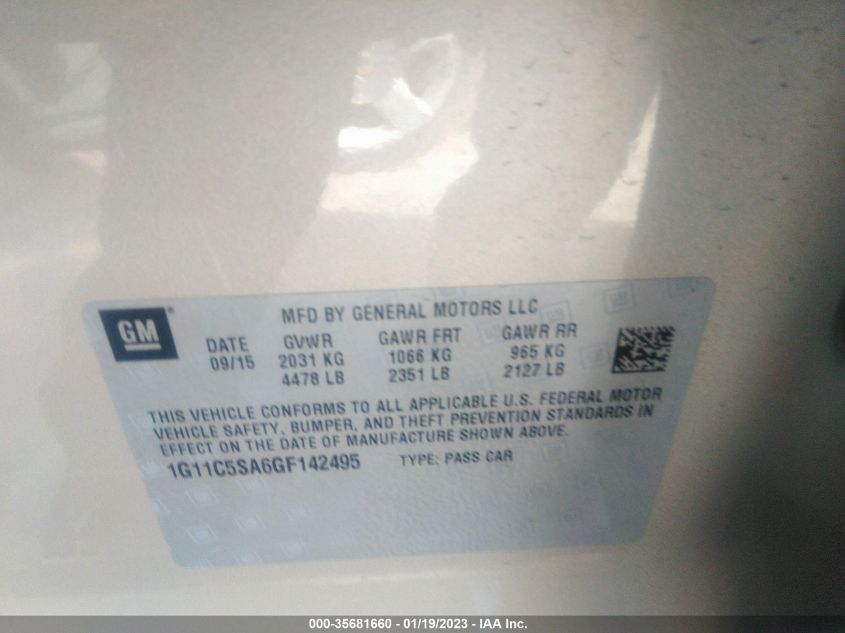 GM
MFD BY GENERAL MOTORS LLC
DATE GVWR GAWR FRT GAWR RR
09/15 2031 KG 1066 KG 965 KG
4478 LB 2351 LB 2127 LB
THIS VEHICLE CONFORMS TO ALL APPLICABLE U.S. FEDERAL MOTOR
VEHICLE SAFETY, BUMPER, AND THEFT PREVENTION STANDARDS IN
EFFECT ON THE DATE OF MANUFACTURE SHOWN ABOVE.
1G11C5SA6GF142495 TYPE: PASS CAR
000-35681660 - 01/19/2023 - IAA Inc.